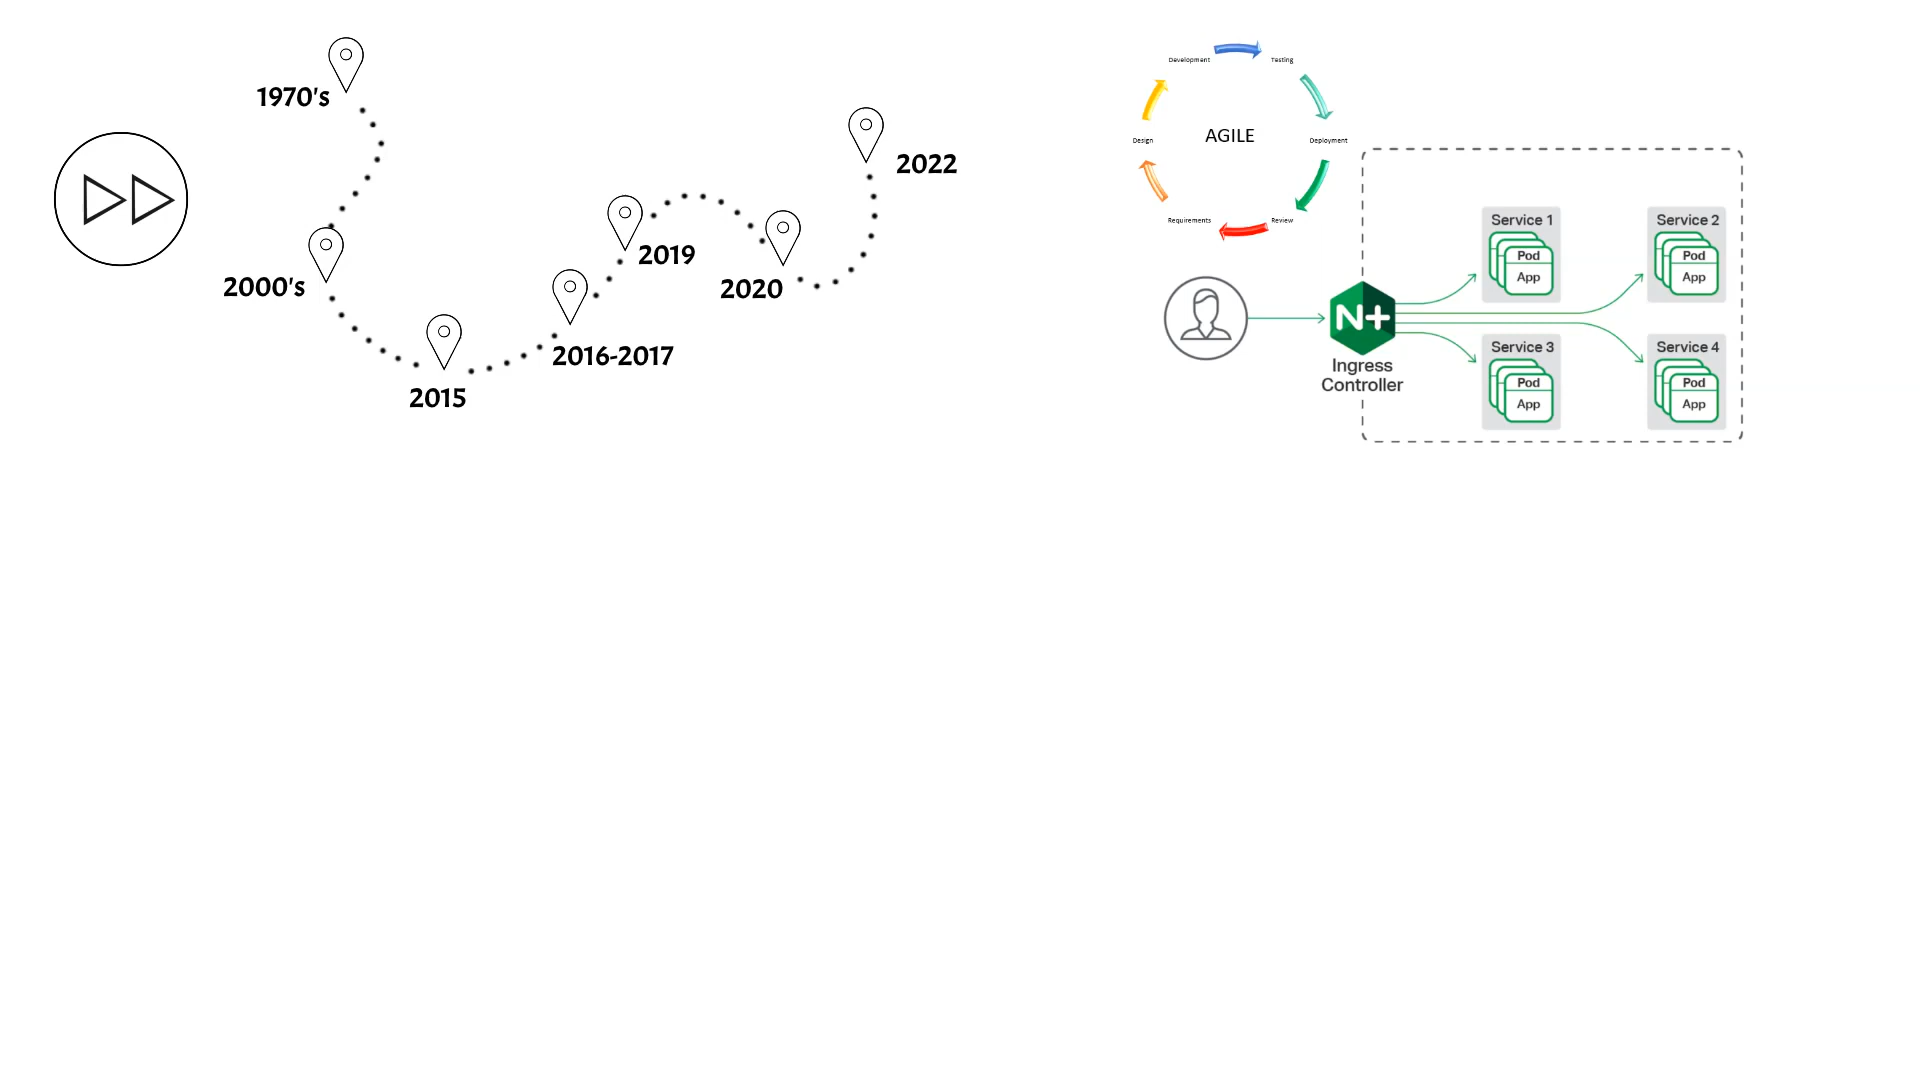 1970's
2000's
2015
2016-2017
2019
2020
2022
Development
Testing
Design
AGILE
Deployment
Requirements
Review
N+
Ingress
Controller
Service 1
Pod
App
Service 2
Pod
App
Service 3
Pod
App
Service 4
Pod
App